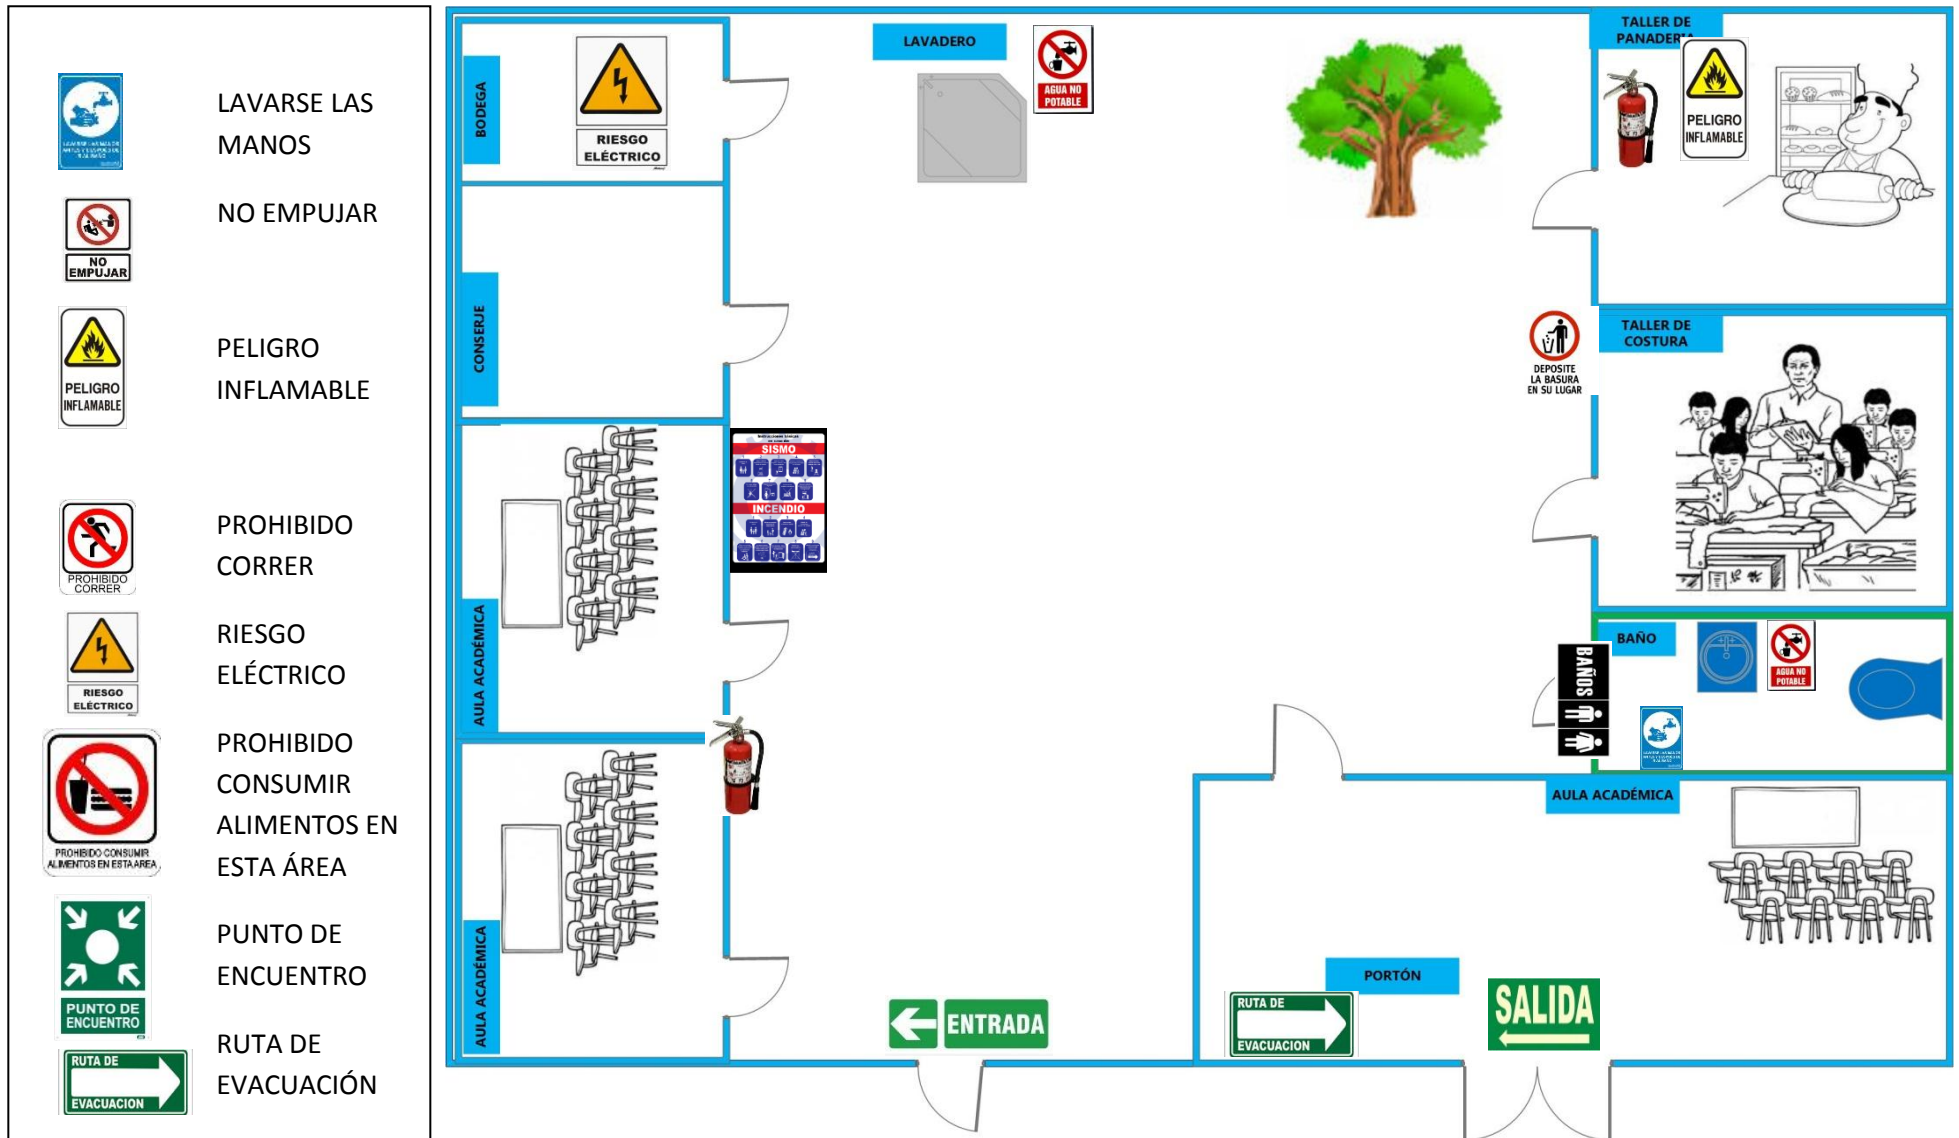 LAVARSE LAS
MANOS
NO
EMPUJAR
NO EMPUJAR
PELIGRO
INFLAMABLE
PELIGRO
INFLAMABLE
PROHIBIDO
CORRER
PROHIBIDO
CORRER
RIESGO
ELÉCTRICO
RIESGO
ELÉCTRICO
PROHIBIDO CONSUMIR
ALIMENTOS EN ESTA AREA
PROHIBIDO
CONSUMIR
ALIMENTOS EN
ESTA ÁREA
PUNTO DE
ENCUENTRO
PUNTO DE
ENCUENTRO
RUTA DE
EVACUACION
RUTA DE
EVACUACIÓN
BODEGA
RIESGO
ELÉCTRICO
LAVADERO
AGUA NO
POTABLE
TALLER DE
PANADERIA
PELIGRO
INFLAMABLE
CONSERJE
DEPOSITE
LA BASURA
EN SU LUGAR
TALLER DE
COSTURA
SISMO
INCENDIO
AULA ACADÉMICA
BAÑOS
BAÑO
AGUA NO
POTABLE
AULA ACADÉMICA
AULA ACADÉMICA
ENTRADA
PORTÓN
RUTA DE
EVACUACION
SALIDA